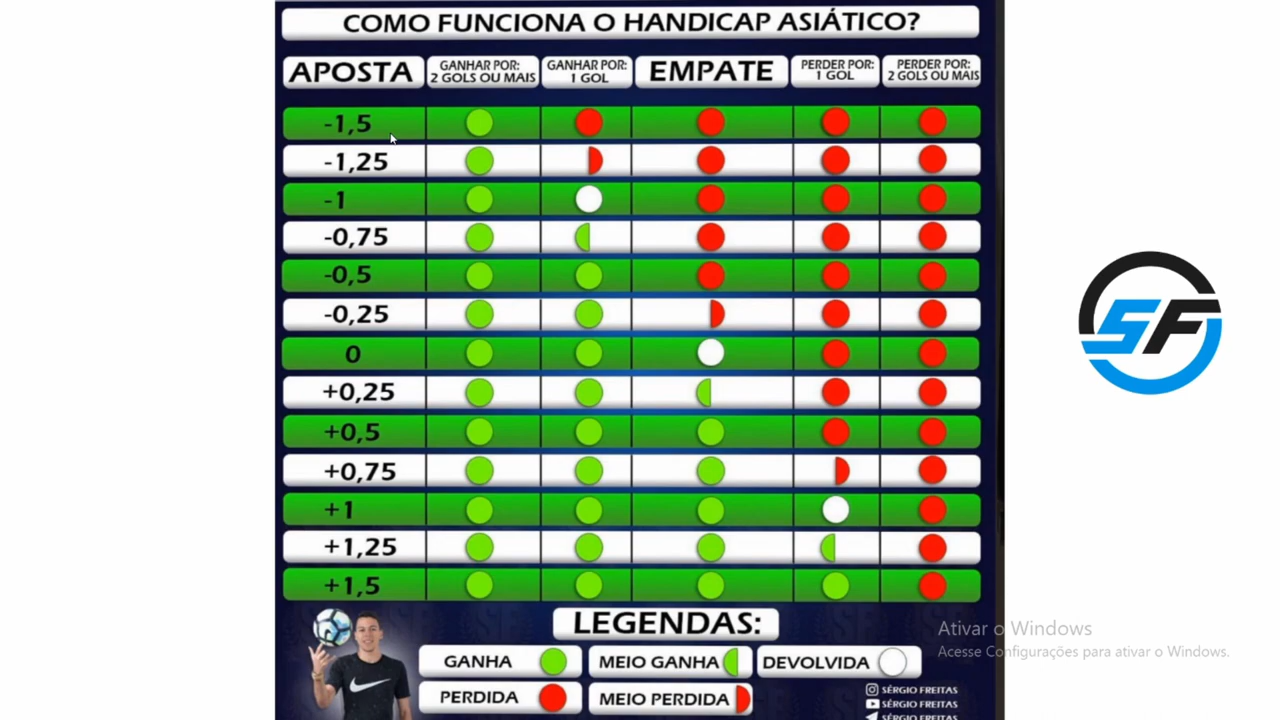 COMO FUNCIONA O HANDICAP ASIÁTICO?
APOSTA
GANHAR POR:
2 GOLS OU MAIS
GANHAR POR:
1 GOL
EMPATE
PERDER POR:
1 GOL
PERDER POR:
2 GOLS OU MAIS
-1,5
-1,25
-1
-0,75
-0,5
-0,25
0
+0,25
+0,5
+0,75
+1
+1,25
+1,5
SF
LEGENDAS:
GANHA
MEIO GANHA
DEVOLVIDA
PERDIDA
MEIO PERDIDA
SÉRGIO FREITAS
SÉRGIO FREITAS
SÉRGIO FREITAS
Ativar o Windows
Acesse Configurações para ativar o Windows.